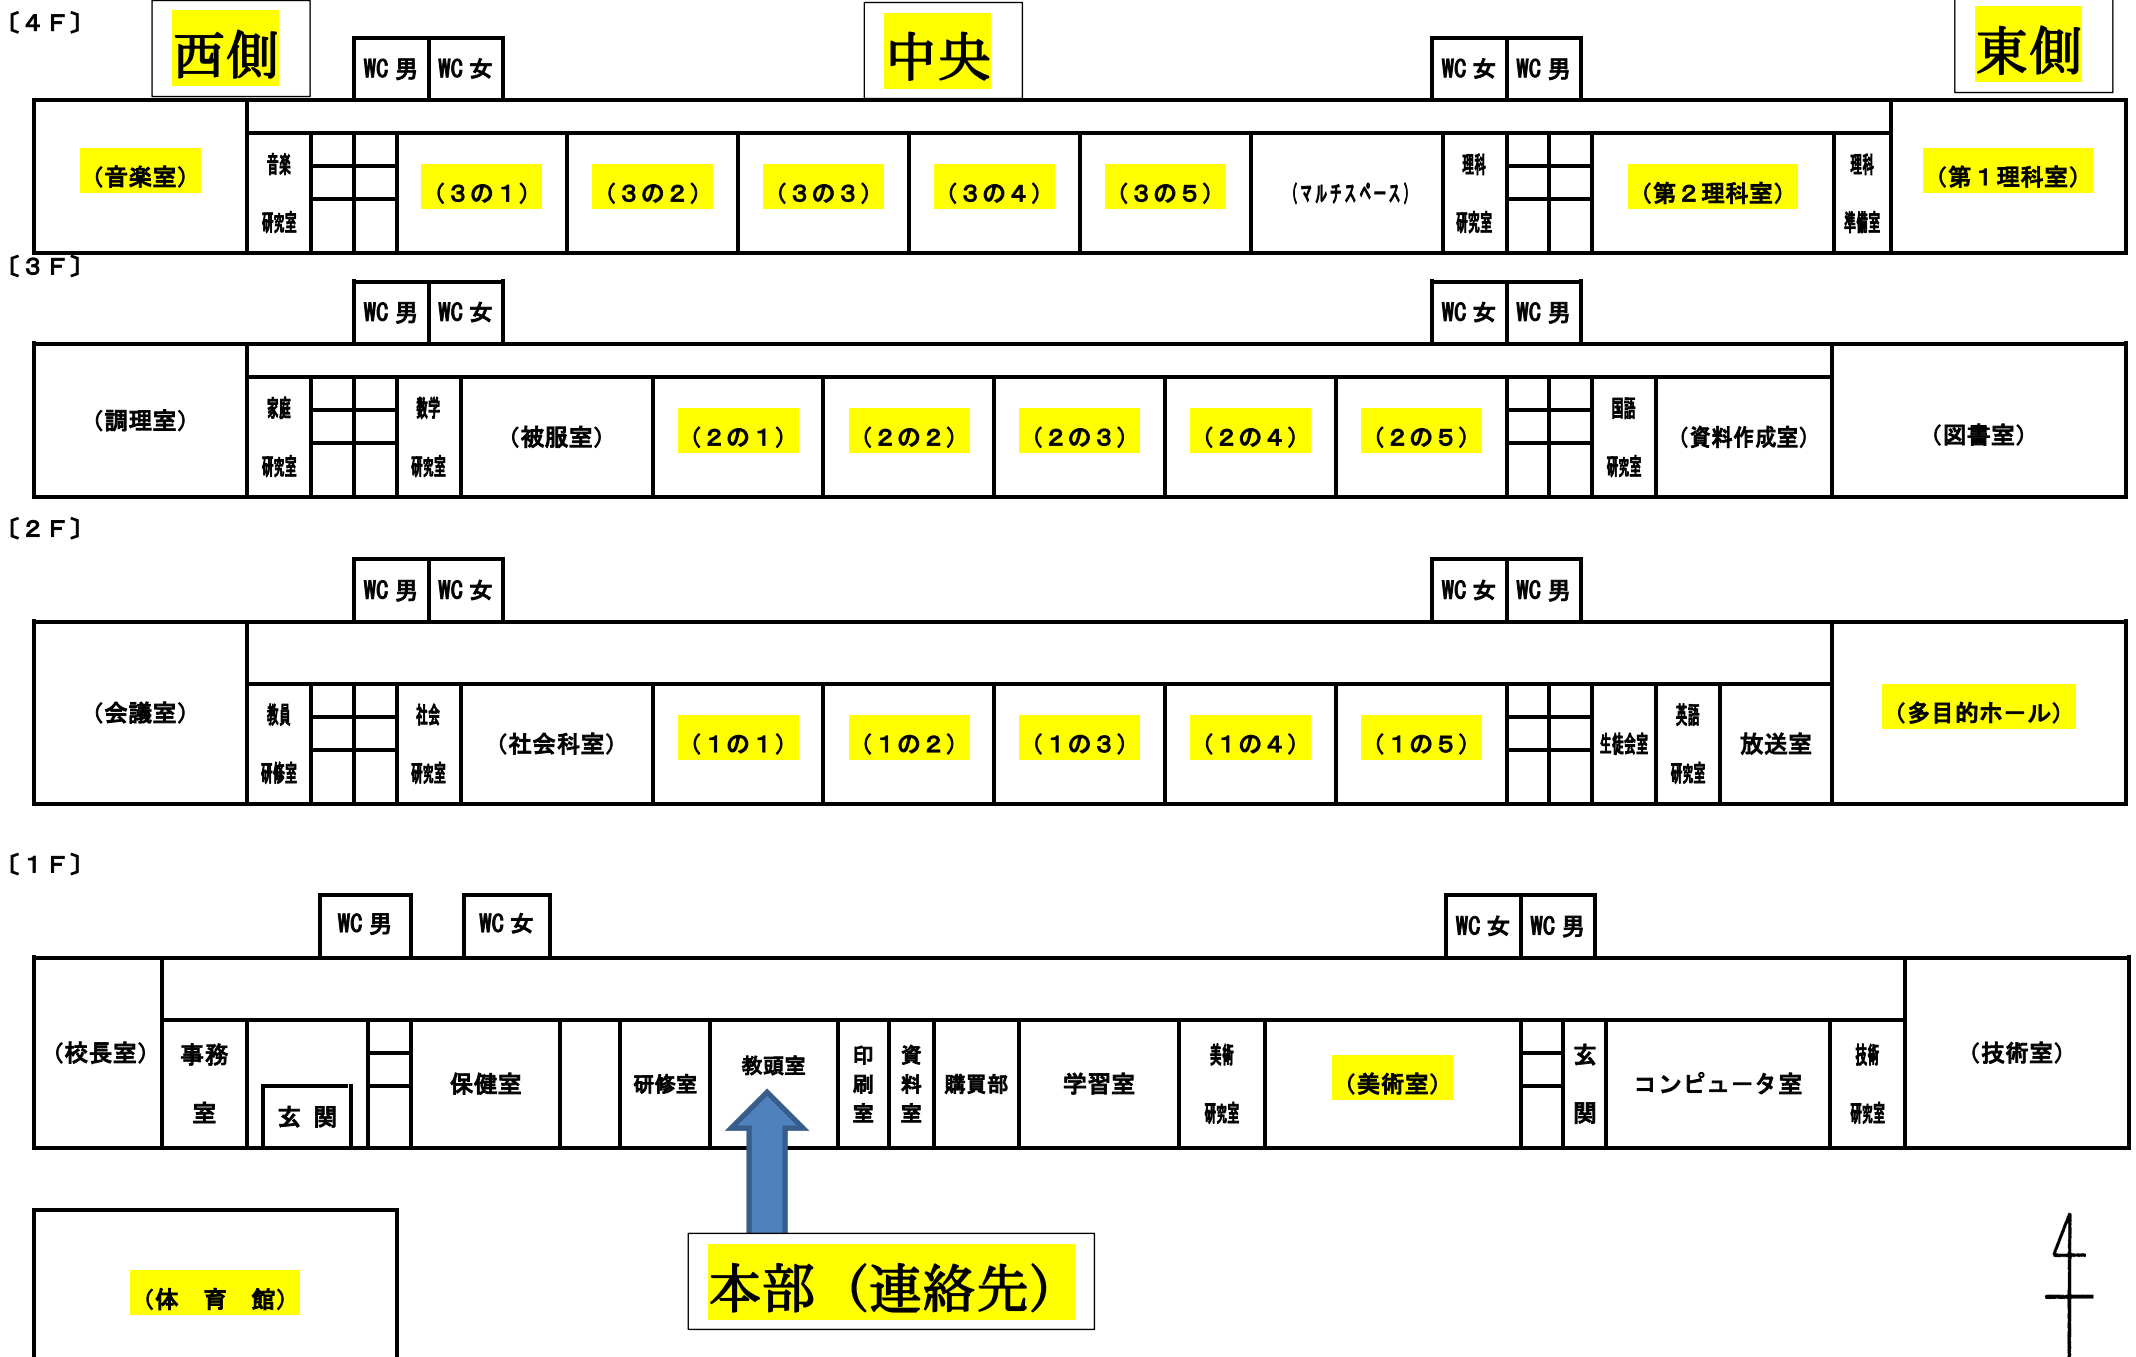 〔４Ｆ〕
西側
中央
東側
WC 男
WC 女
WC 女
WC 男
（音楽室）
音楽
研究室
（３の１）
（３の２）
（３の３）
（３の４）
（３の５）
（マルチスペース）
理科
研究室
（第２理科室）
理科
準備室
（第１理科室）
〔３Ｆ〕
WC 男
WC 女
WC 女
WC 男
（調理室）
家庭
研究室
数学
研究室
（被服室）
（２の１）
（２の２）
（２の３）
（２の４）
（２の５）
国語
研究室
（資料作成室）
（図書室）
〔２Ｆ〕
WC 男
WC 女
WC 女
WC 男
（会議室）
教員
研修室
社会
研究室
（社会科室）
（１の１）
（１の２）
（１の３）
（１の４）
（１の５）
生徒会室
英語
研究室
放送室
（多目的ホール）
〔１Ｆ〕
WC 男
WC 女
WC 女
WC 男
（校長室）
事務
室
玄 関
保健室
研修室
教頭室
印刷室
資料室
購買部
学習室
美術
研究室
（美術室）
玄関
コンピュータ室
技術
研究室
（技術室）
（体　育　館）
本部（連絡先）